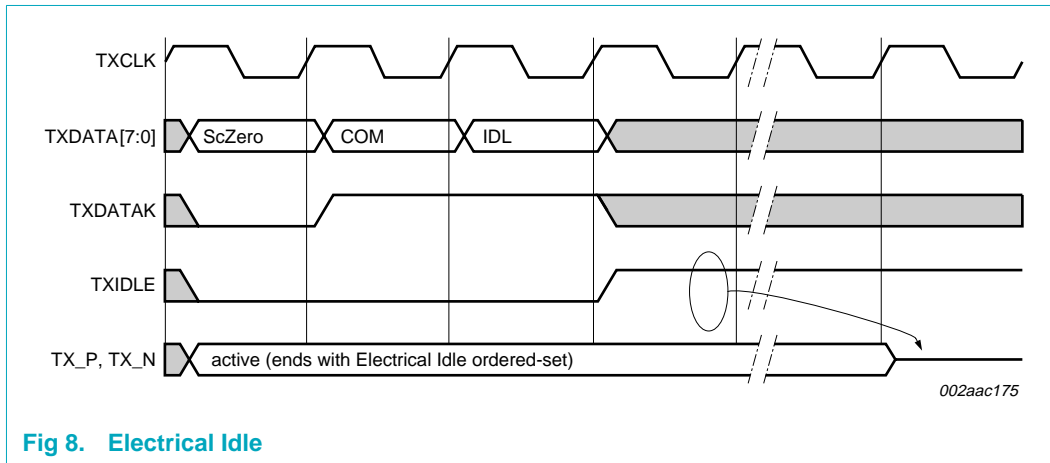 TXCLK
TXDATA[7:0]
ScZero
COM
IDL
TXDATAK
TXIDLE
TX_P, TX_N
active (ends with Electrical Idle ordered-set)
002aac175
Fig 8. Electrical Idle